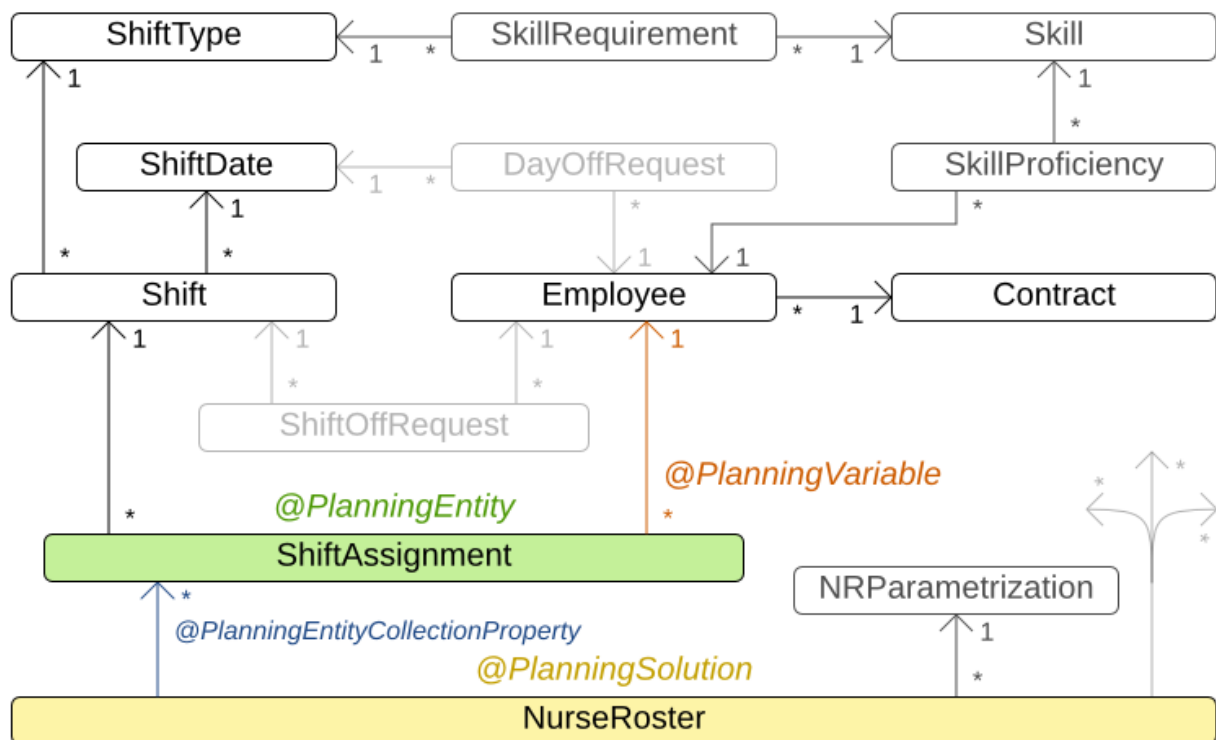 ShiftType
1
*
SkillRequirement
*
1
Skill
1
1
*
ShiftDate
1
*
DayOffRequest
SkillProficiency
1
*
*
*
*
1
1
Shift
Employee
*
1
Contract
1
1
1
1
*
*
ShiftOffRequest
@PlanningVariable
*
*
@PlanningEntity
*
*
*
ShiftAssignment
NRParametrization
*
@PlanningEntityCollectionProperty
1
@PlanningSolution
*
NurseRoster